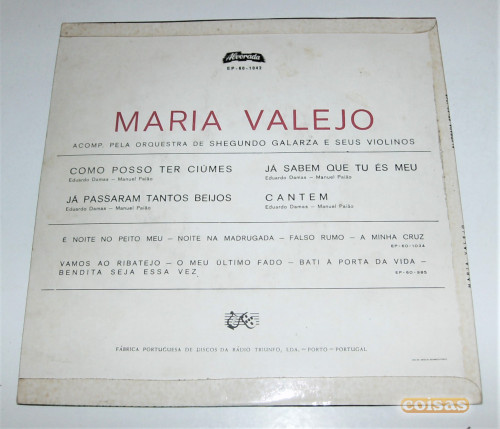 Alvorada
EP-60-1043
MARIA VALEJO
ACOMP. PELA ORQUESTRA DE SHEGUNDO GALARZA E SEUS VIOLINOS
COMO POSSO TER CIÚMES
Eduardo Damas — Manuel Paião
JÁ SABEM QUE TU ÉS MEU
Eduardo Damas — Manuel Paião
JÁ PASSARAM TANTOS BEIJOS
Eduardo Damas — Manuel Paião
CANTEM
Eduardo Damas — Manuel Paião
É NOITE NO PEITO MEU — NOITE NA MADRUGADA — FALSO RUMO — A MINHA CRUZ
EP-60-1034
VAMOS AO RIBATEJO — O MEU ÚLTIMO FADO — BATI A PORTA DA VIDA —
BENDITA SEJA ESSA VEZ
EP-60-985
FÁBRICA PORTUGUESA DE DISCOS DA RÁDIO TRIUNFO, LDA. — PORTO — PORTUGAL
MARIA VALEJO
coisas